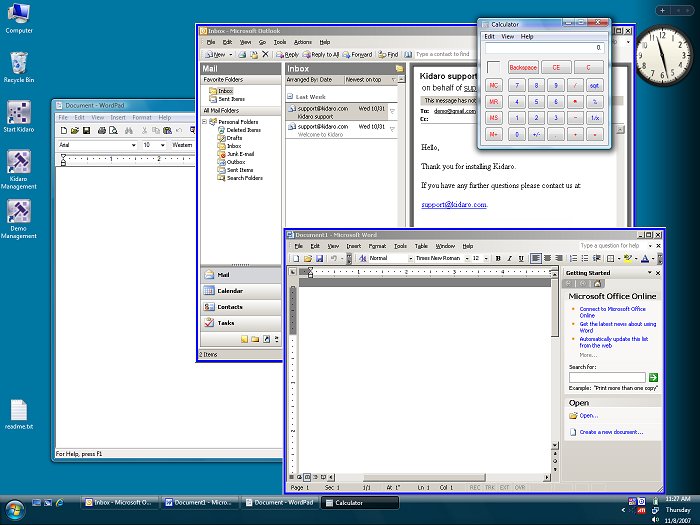 Computer
Recycle Bin
Start Kidaro
Kidaro
Management
Demo
Management
readme.txt
Document - WordPad
File Edit View Insert Format Help
Arial 10 Western
For Help, press F1
Inbox - Microsoft Outlook
File Edit View Go Tools Actions Help
New Reply Reply to All Forward Find Type a contact to find
Mail
Favorite Folders
Inbox
Sent Items
All Mail Folders
Personal Folders
Deleted Items
Drafts
Inbox
Junk E-mail
Outbox
Sent Items
Search Folders
Mail
Calendar
Contacts
Tasks
2 Items
Inbox
Arranged By: Date Newest on top
Last Week
support@kidaro.com Wed 10/31
Kidaro support
support@kidaro.com Wed 10/31
Welcome to Kidaro
Kidaro support
on behalf of
This message has not
To: demo@gmail.com
Cc:
Hello,
Thank you for installing Kidaro.
If you have any further questions please contact us at
support@kidaro.com.
Calculator
Edit View Help
0.
Backspace CE C
MC 7 8 9 / sqrt
MR 4 5 6 * %
MS 1 2 3 - 1/x
M+ 0 +/- . + =
Document1 - Microsoft Word
File Edit View Insert Format Tools Table Window Help Type a question for help
Normal Times New Roman 12 B I U
Getting Started
Microsoft Office Online
Connect to Microsoft Office
Online
Get the latest news about using
Word
Automatically update this list
from the web
More...
Search for:
Example: "Print more than one copy"
Open
Open...
Create a new document...
Page 1 Sec 1 1/1 At 1" Ln 1 Col 1 REC TRK EXT OVR
Inbox - Microsoft O...
Document1 - Micros...
Document - WordPad
Calculator
11:27 AM
Thursday
11/8/2007